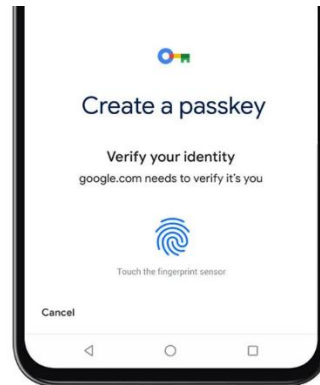 Create a passkey
Verify your identity
google.com needs to verify it's you
Touch the fingerprint sensor
Cancel